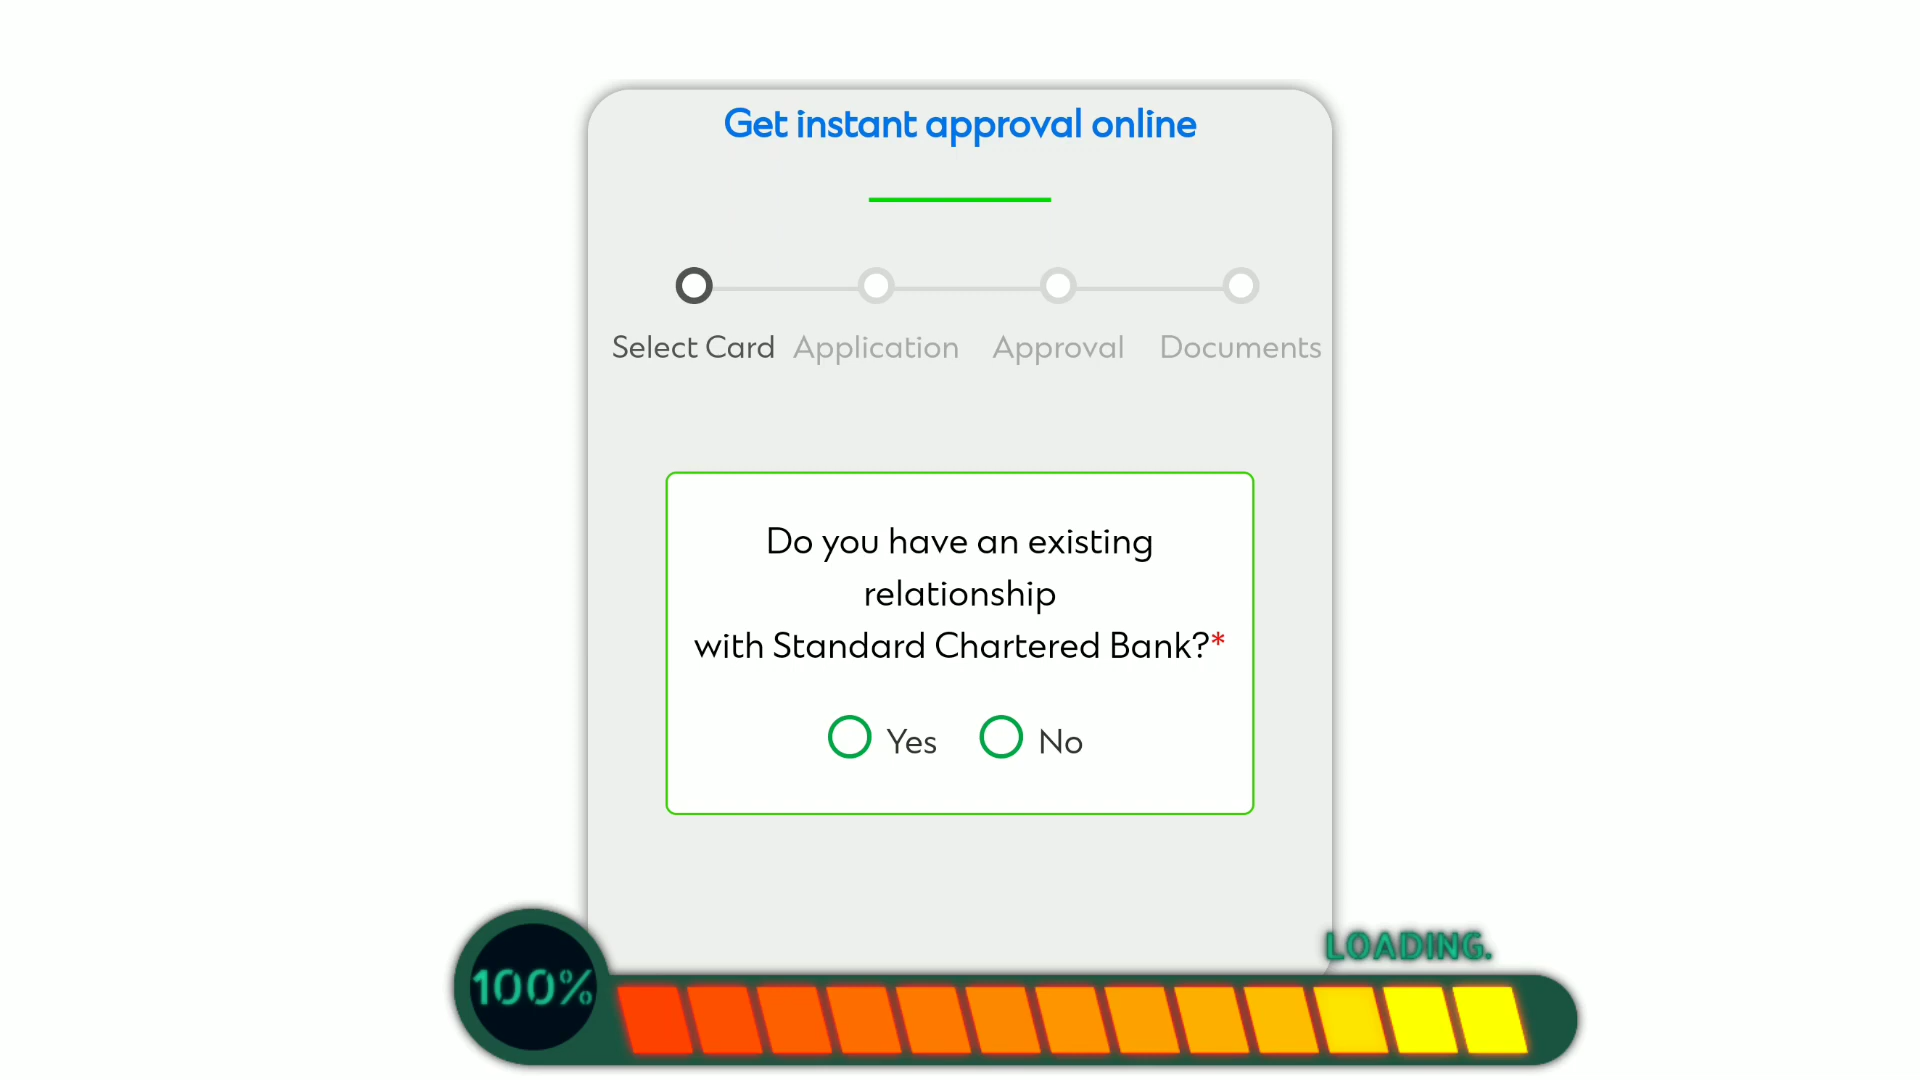 Get instant approval online
Select Card Application Approval Documents
Do you have an existing
relationship
with Standard Chartered Bank?*
Yes No
LOADING.
100%